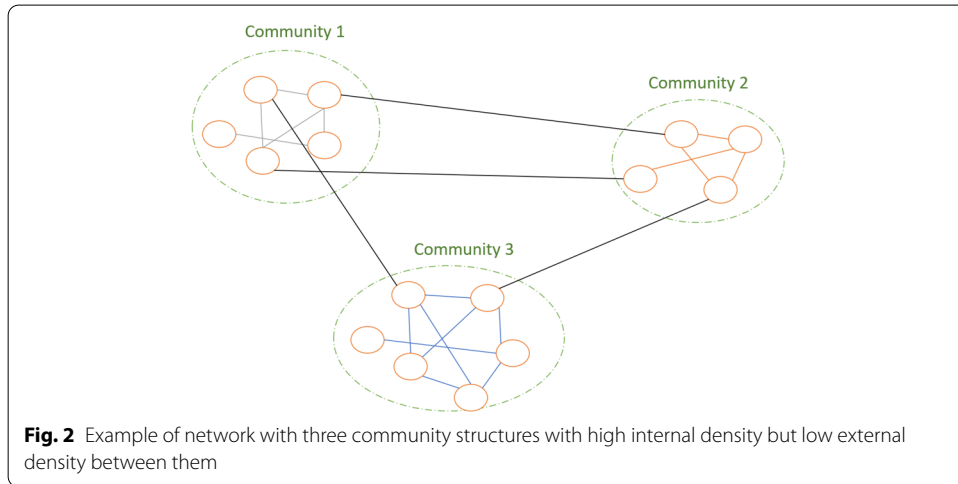 Community 1
Community 2
Community 3
Fig. 2 Example of network with three community structures with high internal density but low external
density between them